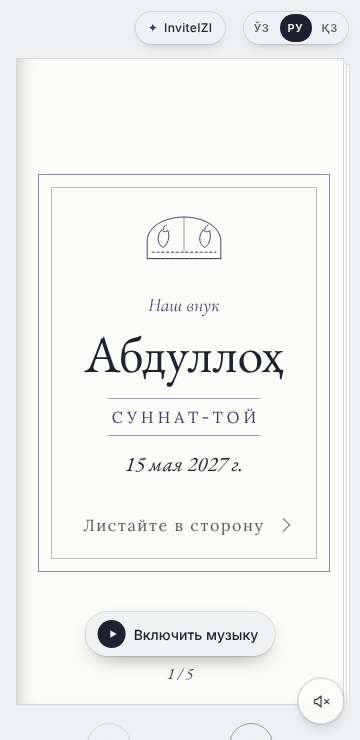 InviteIZI
ЎЗ РУ ҚЗ
Наш внук
Абдуллоҳ
СУННАТ-ТОЙ
15 мая 2027 г.
Листайте в сторону
Включить музыку
1 / 5